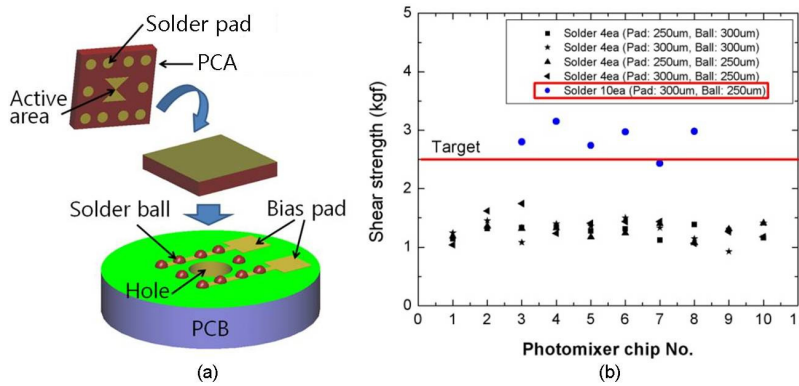 Solder pad
PCA
Active
area
Solder ball
Bias pad
Hole
PCB
(a)
5
4
3
2
1
0
Shear strength (kgf)
Solder 4ea (Pad: 250um, Ball: 300um)
Solder 4ea (Pad: 300um, Ball: 300um)
Solder 4ea (Pad: 250um, Ball: 250um)
Solder 4ea (Pad: 300um, Ball: 250um)
Solder 10ea (Pad: 300um, Ball: 250um)
Target
0 1 2 3 4 5 6 7 8 9 10 1
Photomixer chip No.
(b)